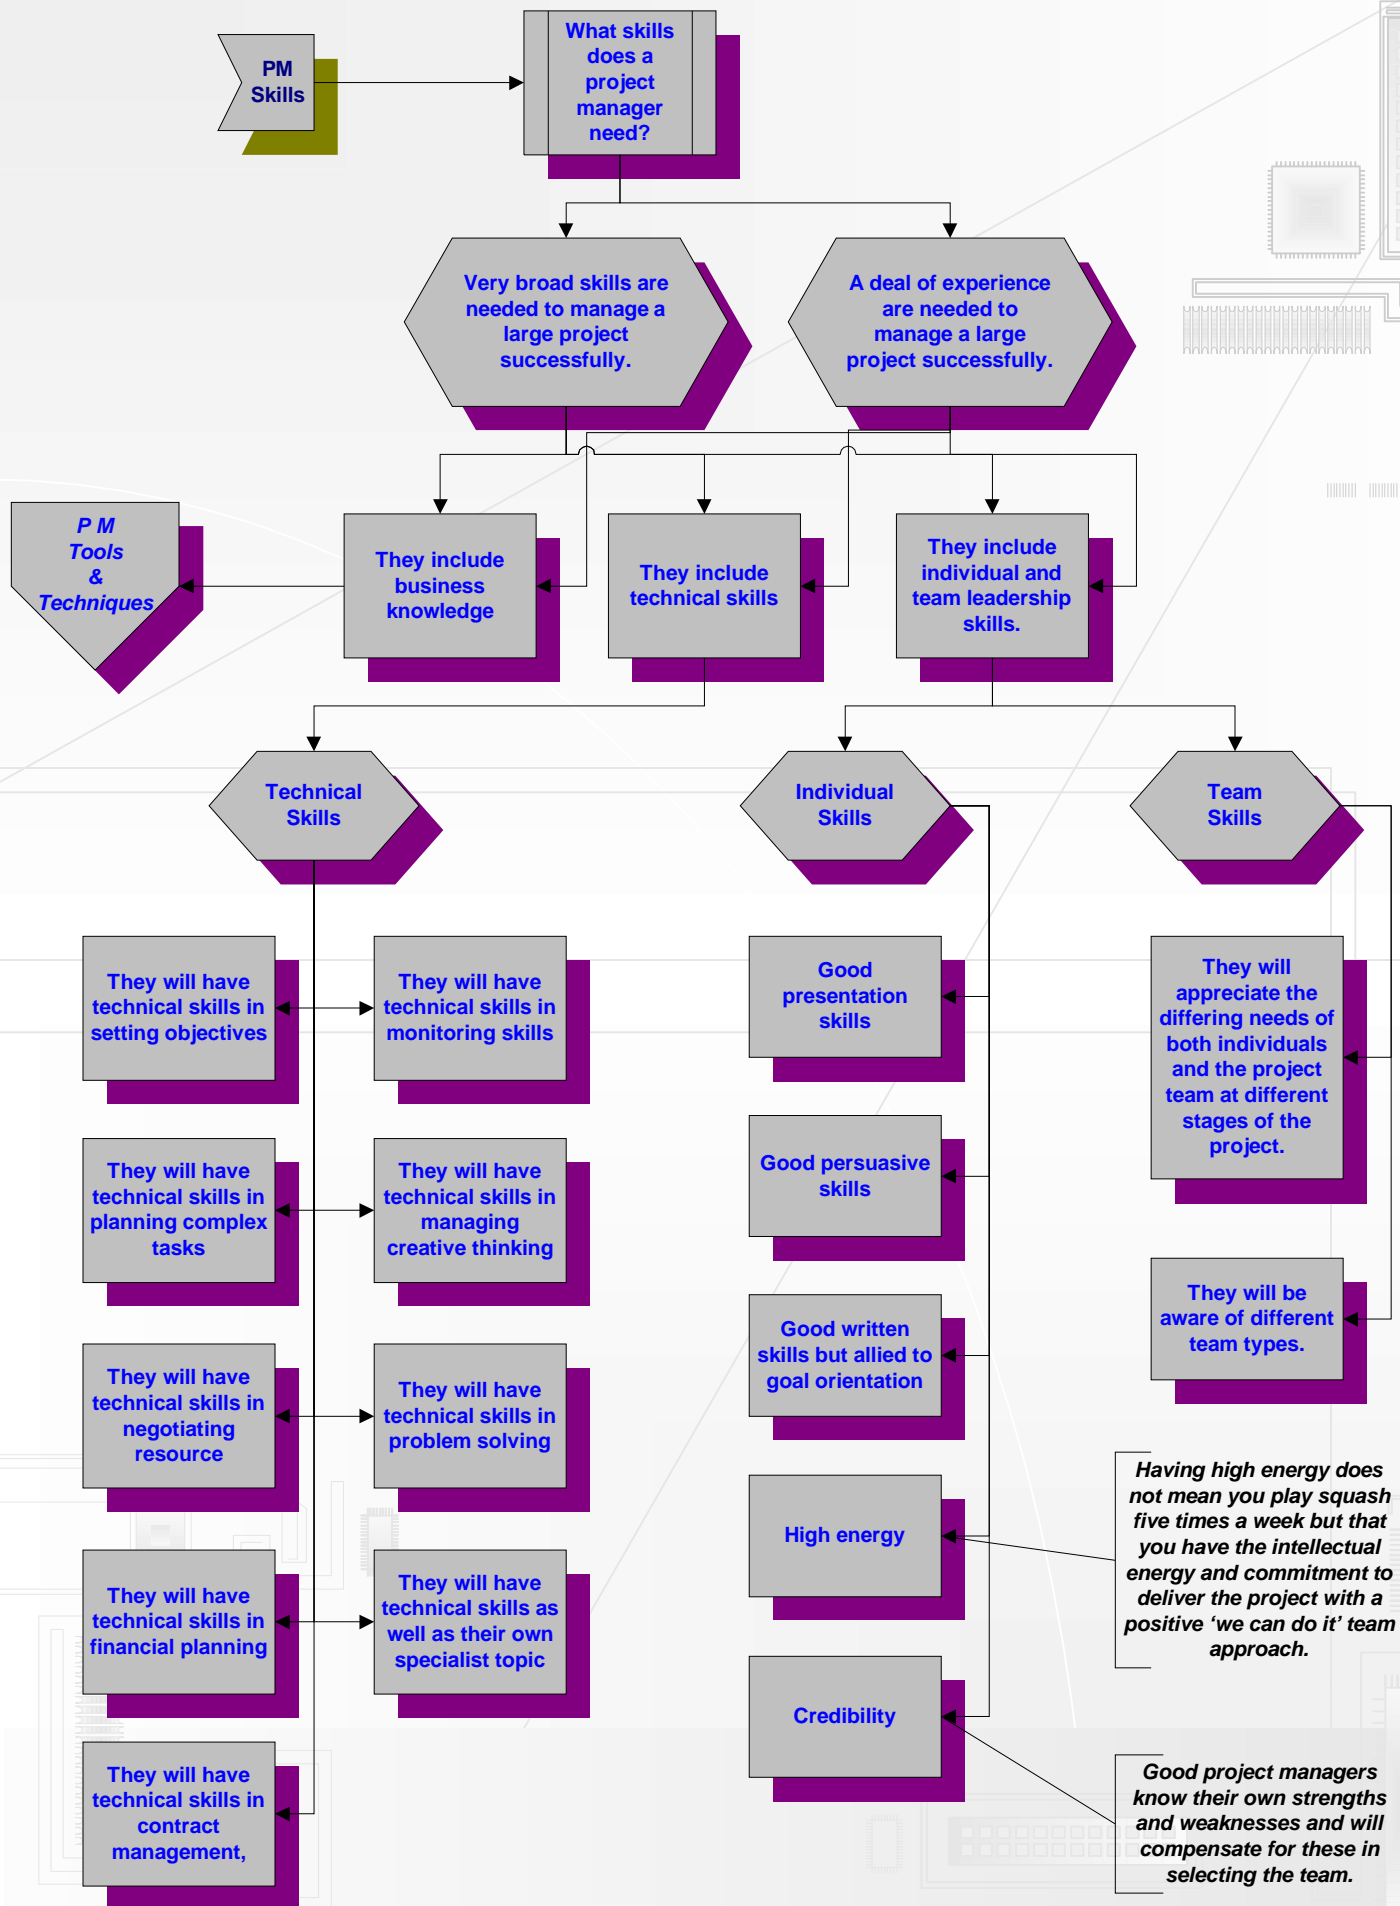 PM
Skills
What skills
does a
project
manager
need?
Very broad skills are
needed to manage a
large project
successfully.
A deal of experience
are needed to
manage a large
project successfully.
P M
Tools
&
Techniques
They include
business
knowledge
They include
technical skills
They include
individual and
team leadership
skills.
Technical
Skills
Individual
Skills
Team
Skills
They will have
technical skills in
setting objectives
They will have
technical skills in
monitoring skills
Good
presentation
skills
They will
appreciate the
differing needs of
both individuals
and the project
team at different
stages of the
project.
They will have
technical skills in
planning complex
tasks
They will have
technical skills in
managing
creative thinking
Good persuasive
skills
They will be
aware of different
team types.
They will have
technical skills in
negotiating
resource
They will have
technical skills in
problem solving
Good written
skills but allied to
goal orientation
High energy
Having high energy does
not mean you play squash
five times a week but that
you have the intellectual
energy and commitment to
deliver the project with a
positive ‘we can do it’ team
approach.
They will have
technical skills in
financial planning
They will have
technical skills as
well as their own
specialist topic
Credibility
They will have
technical skills in
contract
management,
Good project managers
know their own strengths
and weaknesses and will
compensate for these in
selecting the team.